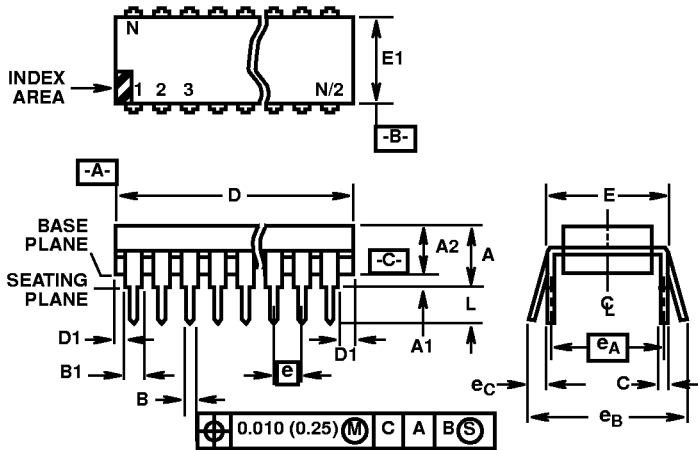 N
E1
INDEX
AREA
1 2 3 N/2
-B-
-A-
D
E
BASE
PLANE
-C-
A2
A
SEATING
PLANE
L
C
L
D1
A1
D1
eA
B1
e
eC
C
B
eB
0.010 (0.25) M C A B S